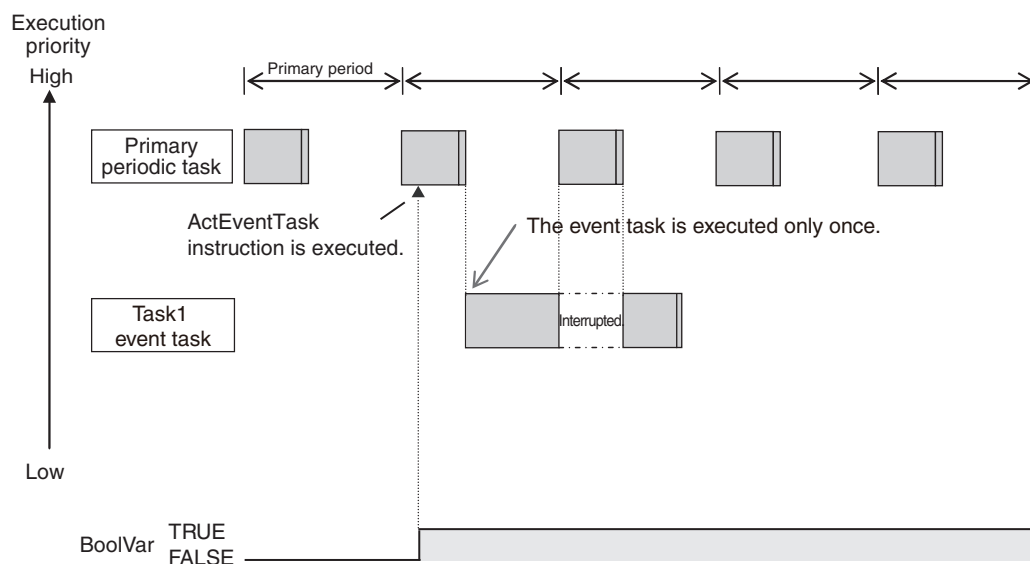 Execution
priority
High
Primary period
Primary
periodic task
ActEventTask
instruction is executed.
The event task is executed only once.
Task1
event task
Interrupted.
Low
BoolVar
TRUE
FALSE